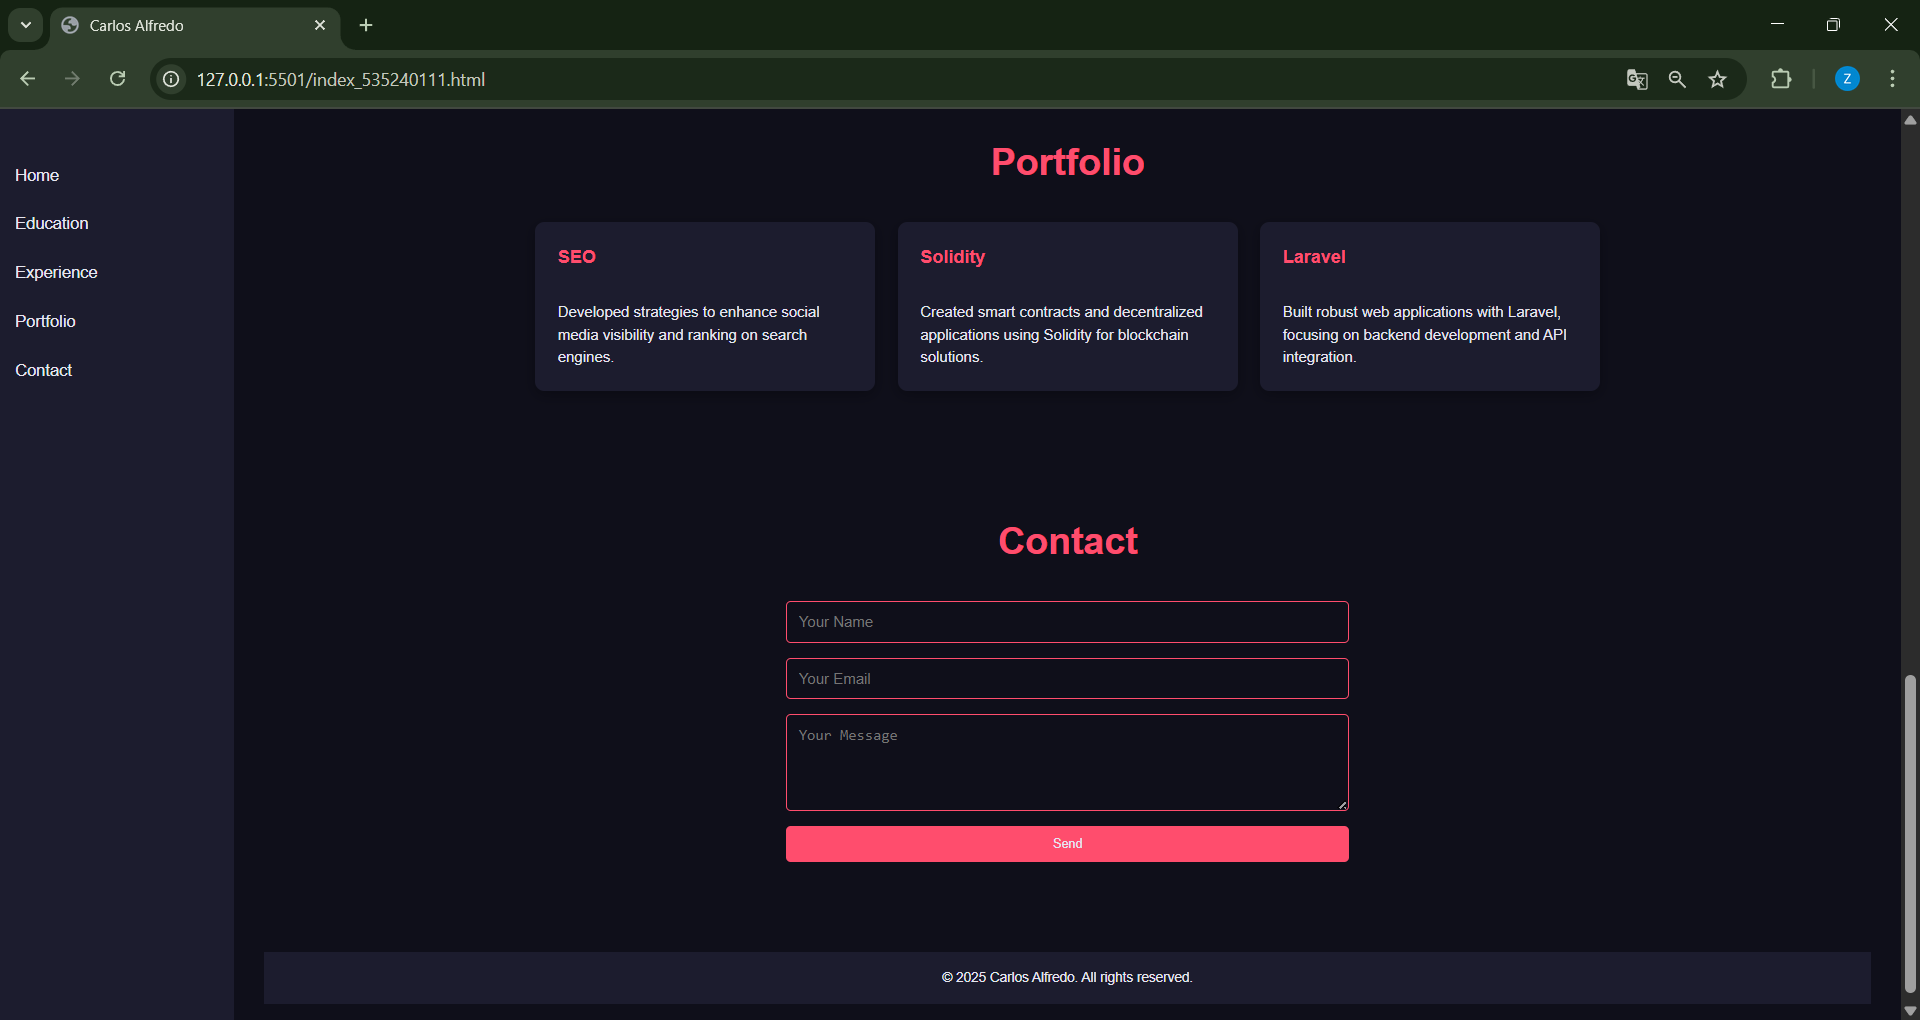 Carlos Alfredo
127.0.0.1:5501/index_535240111.html
Z
Home
Education
Experience
Portfolio
Contact
Portfolio
SEO
Developed strategies to enhance social
media visibility and ranking on search
engines.
Solidity
Created smart contracts and decentralized
applications using Solidity for blockchain
solutions.
Laravel
Built robust web applications with Laravel,
focusing on backend development and API
integration.
Contact
Your Name
Your Email
Your Message
Send
© 2025 Carlos Alfredo. All rights reserved.